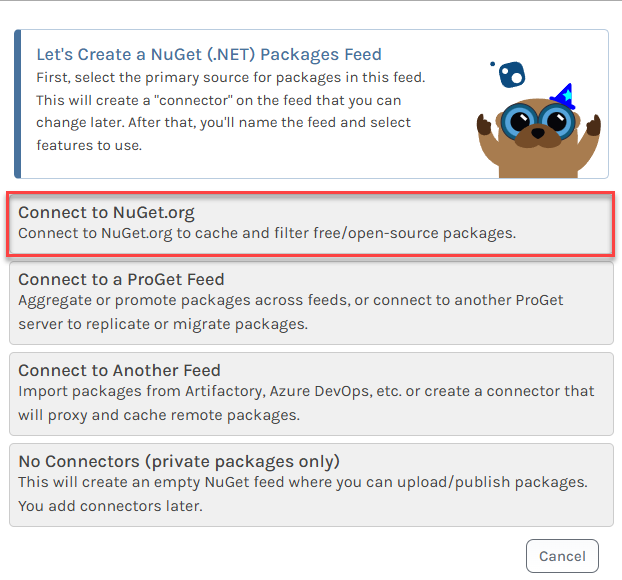 Let's Create a NuGet (.NET) Packages Feed
First, select the primary source for packages in this feed.
This will create a "connector" on the feed that you can
change later. After that, you'll name the feed and select
features to use.
Connect to NuGet.org
Connect to NuGet.org to cache and filter free/open-source packages.
Connect to a ProGet Feed
Aggregate or promote packages across feeds, or connect to another ProGet
server to replicate or migrate packages.
Connect to Another Feed
Import packages from Artifactory, Azure DevOps, etc. or create a connector that
will proxy and cache remote packages.
No Connectors (private packages only)
This will create an empty NuGet feed where you can upload/publish packages.
You add connectors later.
Cancel